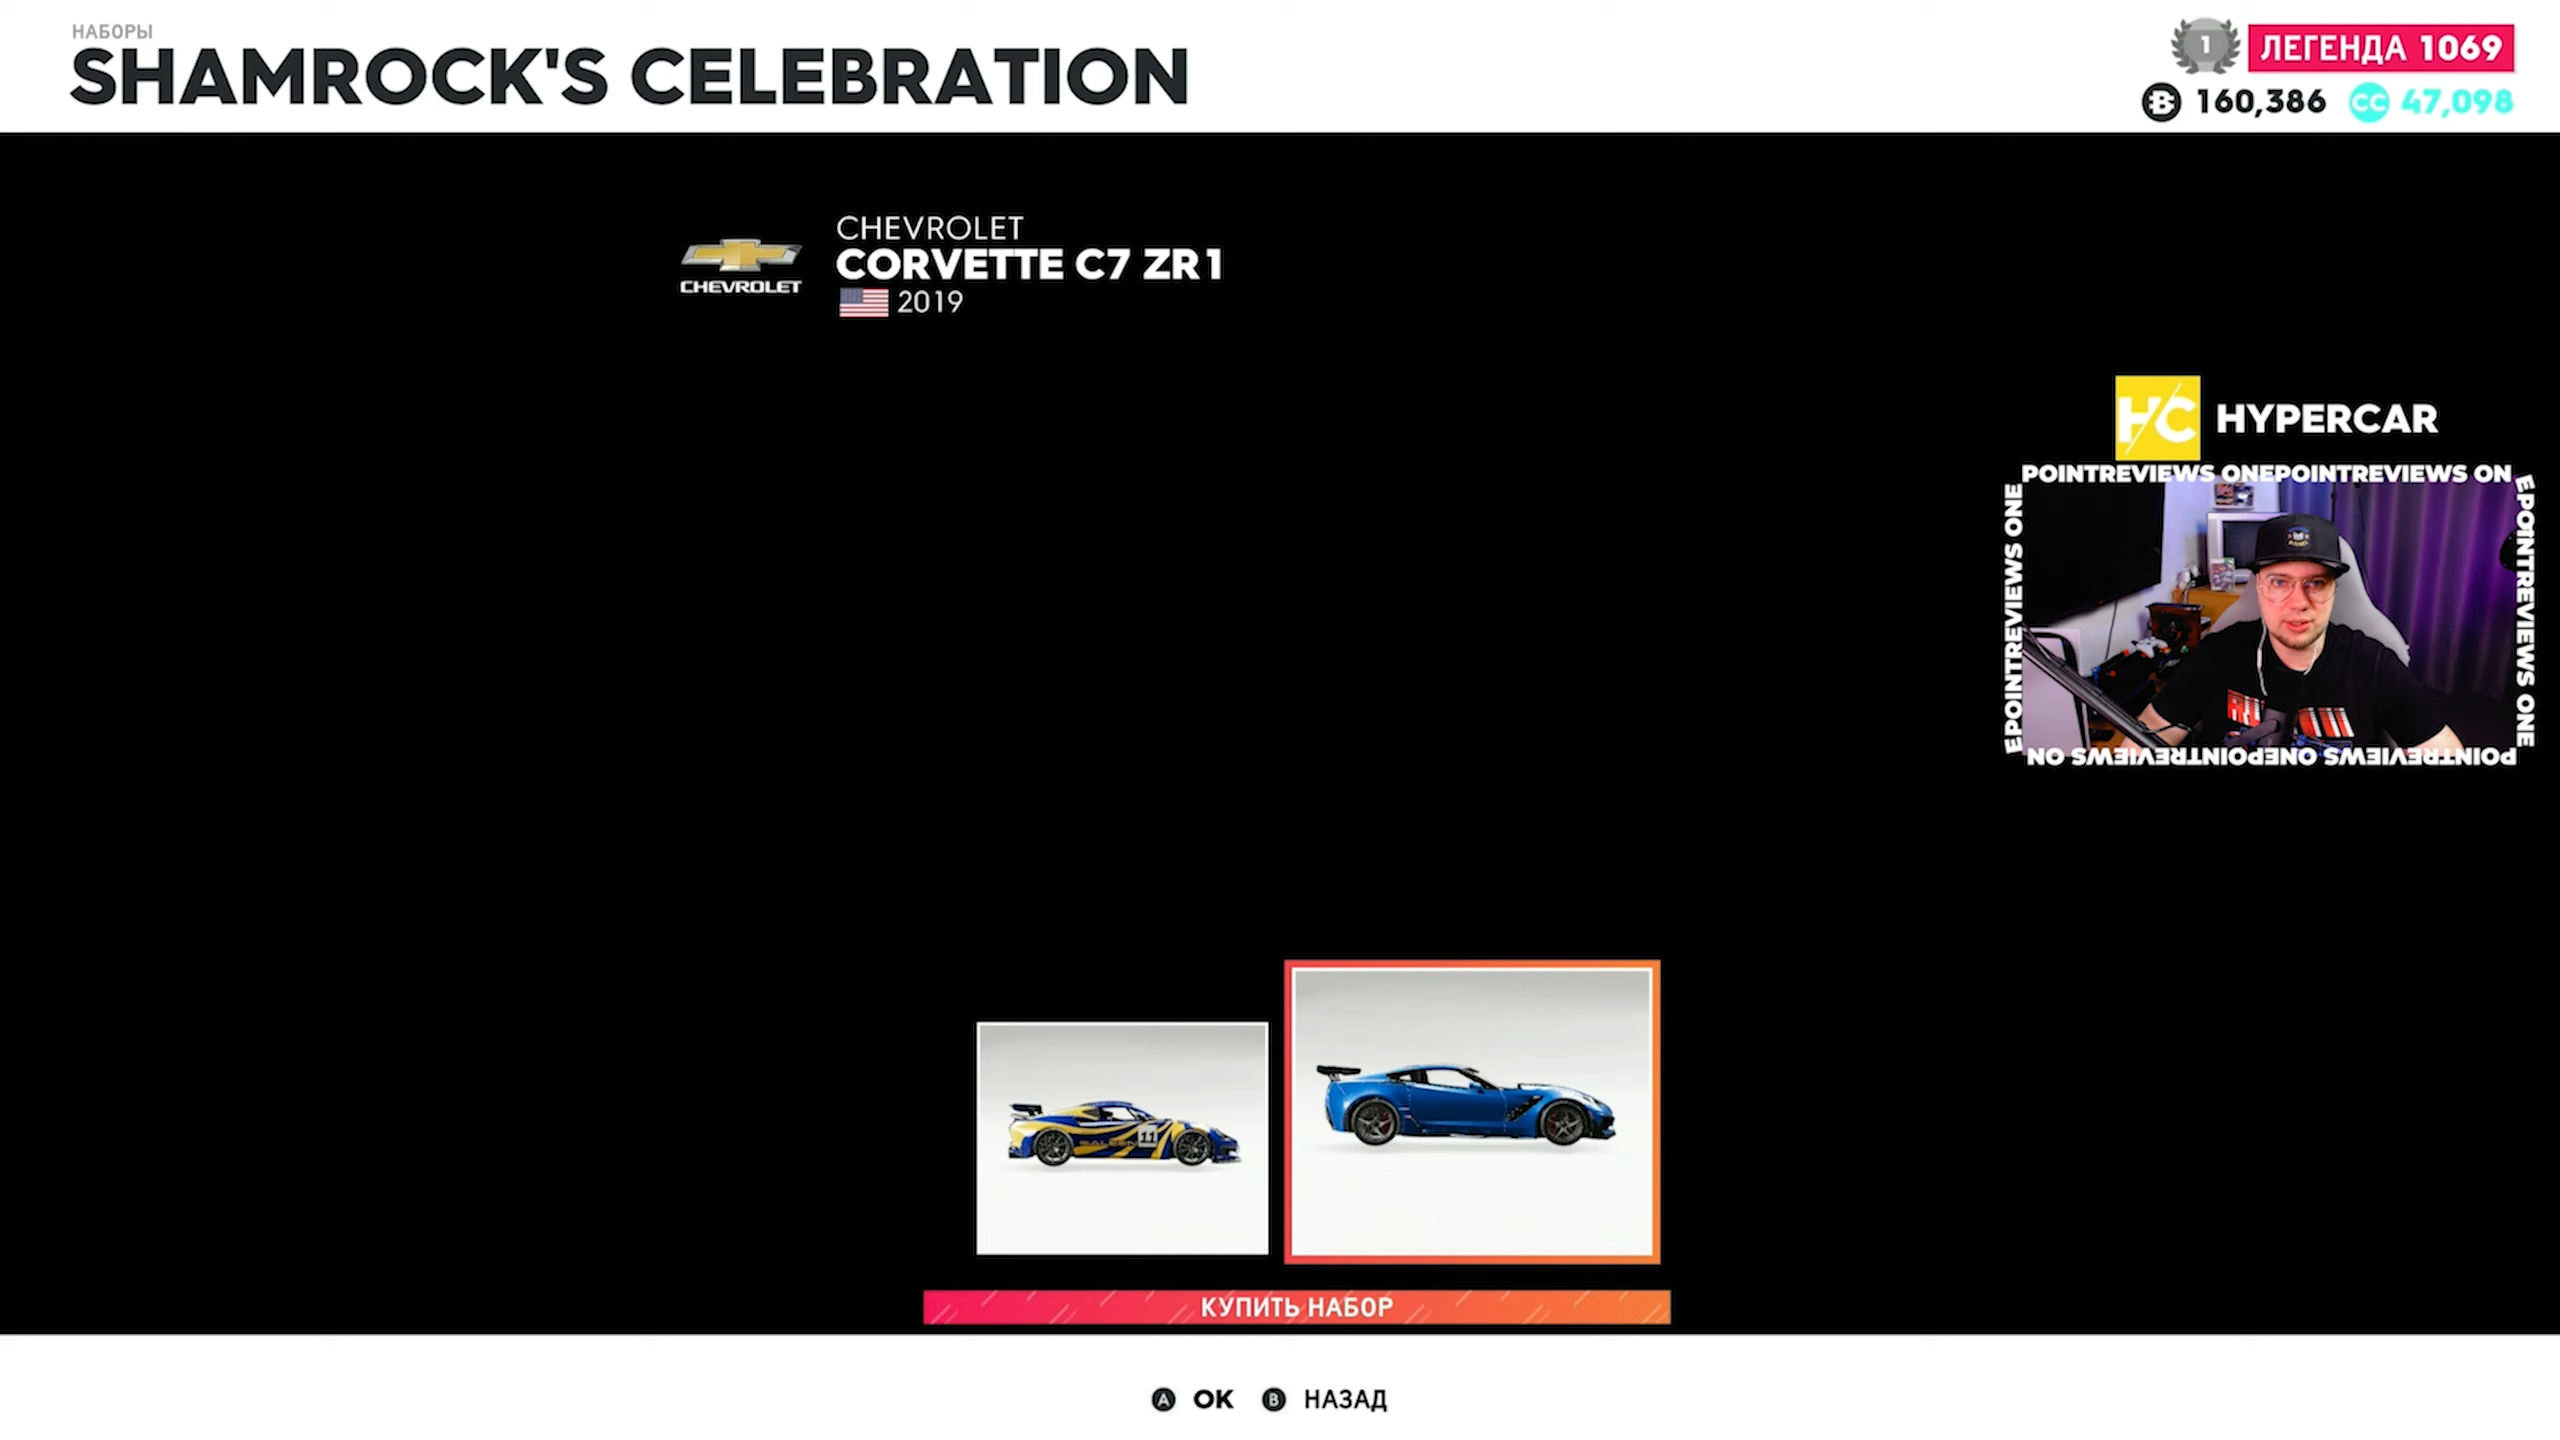 НАБОРЫ
SHAMROCK'S CELEBRATION
1 ЛЕГЕНДА 1069
160,386 CC 47,098
CHEVROLET
CHEVROLET
CORVETTE C7 ZR1
2019
H/C HYPERCAR
POINTREVIEWS ONEPOINTREVIEWS ON
EPOINTREVIEWS ONE
EPOINTREVIEWS ONE
POINTREVIEWS ONEPOINTREVIEWS ON
11
КУПИТЬ НАБОР
A OK B НАЗАД